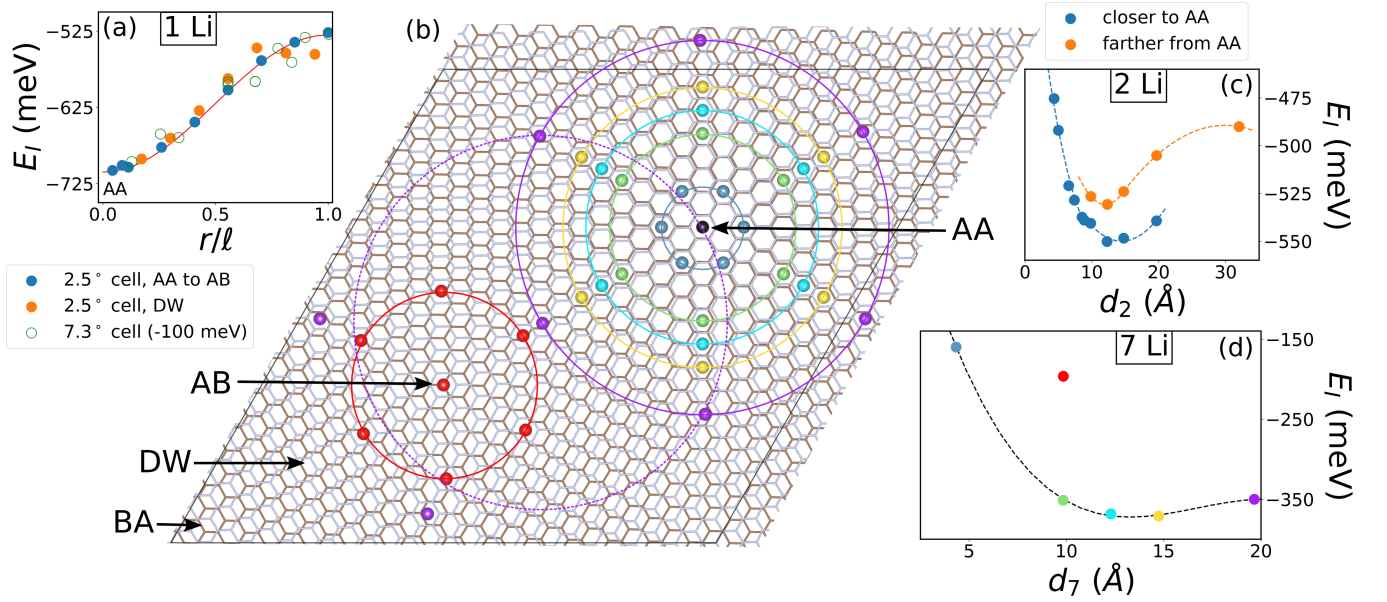 (a)
1 Li
−525
−625
−725
E_I (meV)
AA
0.0
0.5
1.0
r/ℓ
2.5° cell, AA to AB
2.5° cell, DW
7.3° cell (-100 meV)
(b)
AA
AB
DW
BA
closer to AA
farther from AA
2 Li
(c)
−475
−500
−525
−550
E_I (meV)
0
10
20
30
d_2 (Å)
7 Li
(d)
−150
−250
−350
E_I (meV)
5
10
15
20
d_7 (Å)